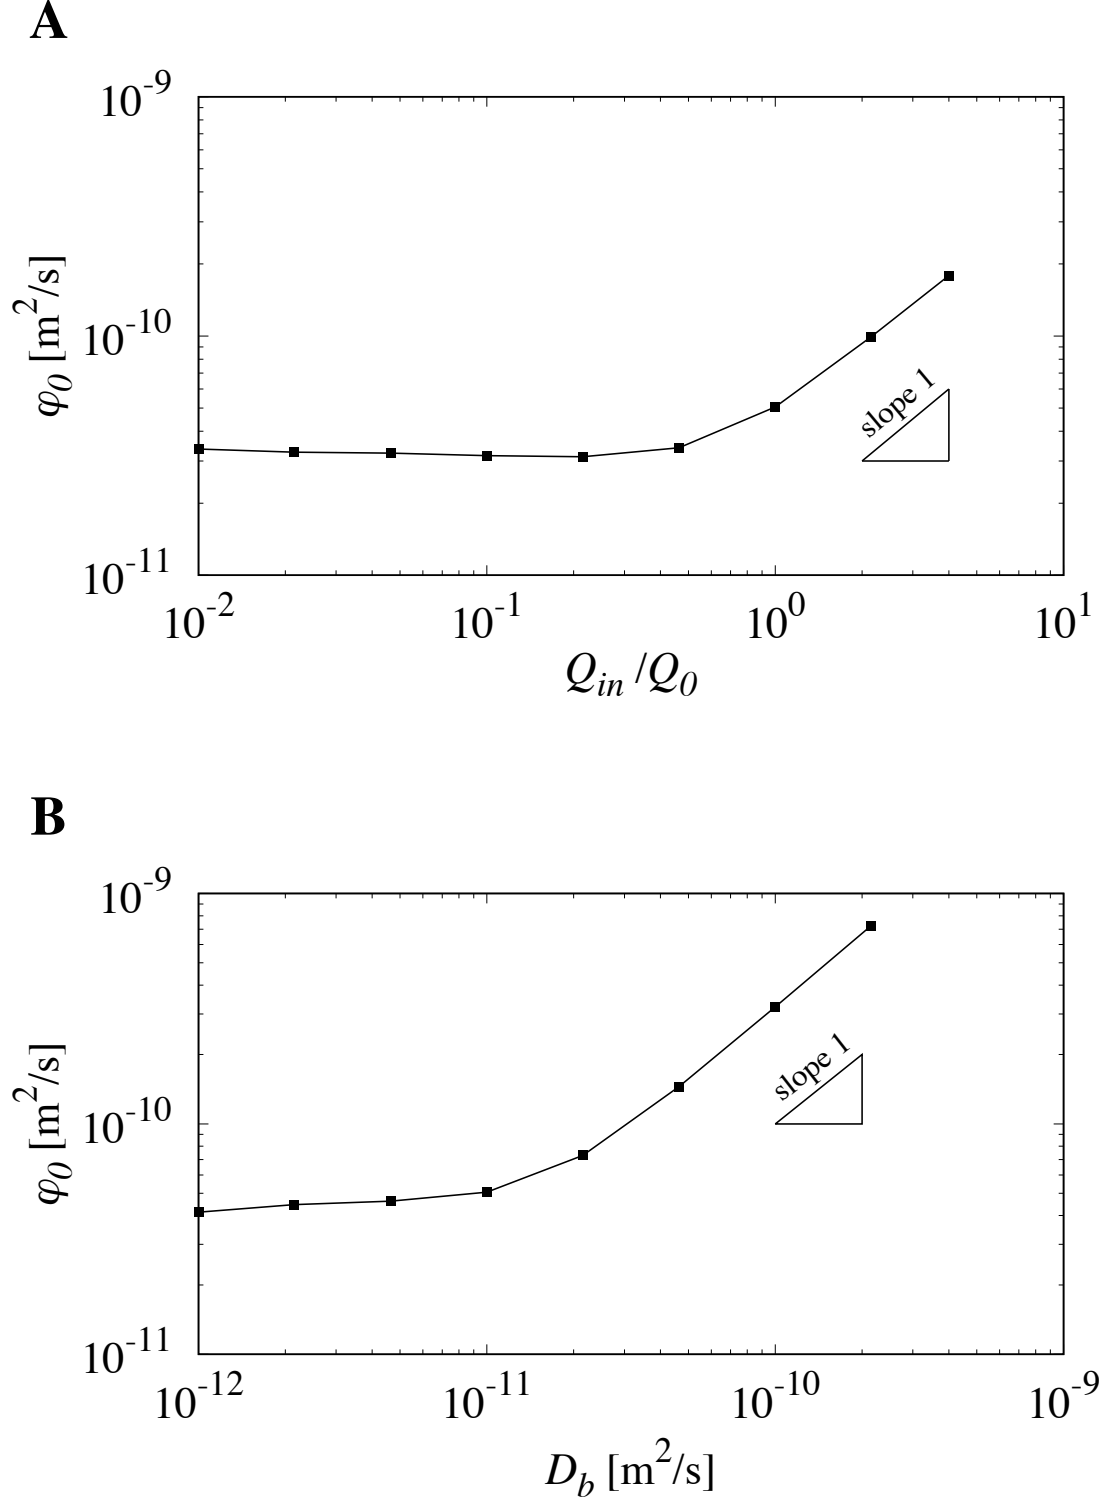 A
10⁻⁹
φ₀ [m²/s]
10⁻¹⁰
slope 1
10⁻¹¹
10⁻² 10⁻¹ 10⁰ 10¹
Qᵢₙ /Q₀
B
10⁻⁹
φ₀ [m²/s]
slope 1
10⁻¹⁰
10⁻¹¹
10⁻¹² 10⁻¹¹ 10⁻¹⁰ 10⁻⁹
D_b [m²/s]